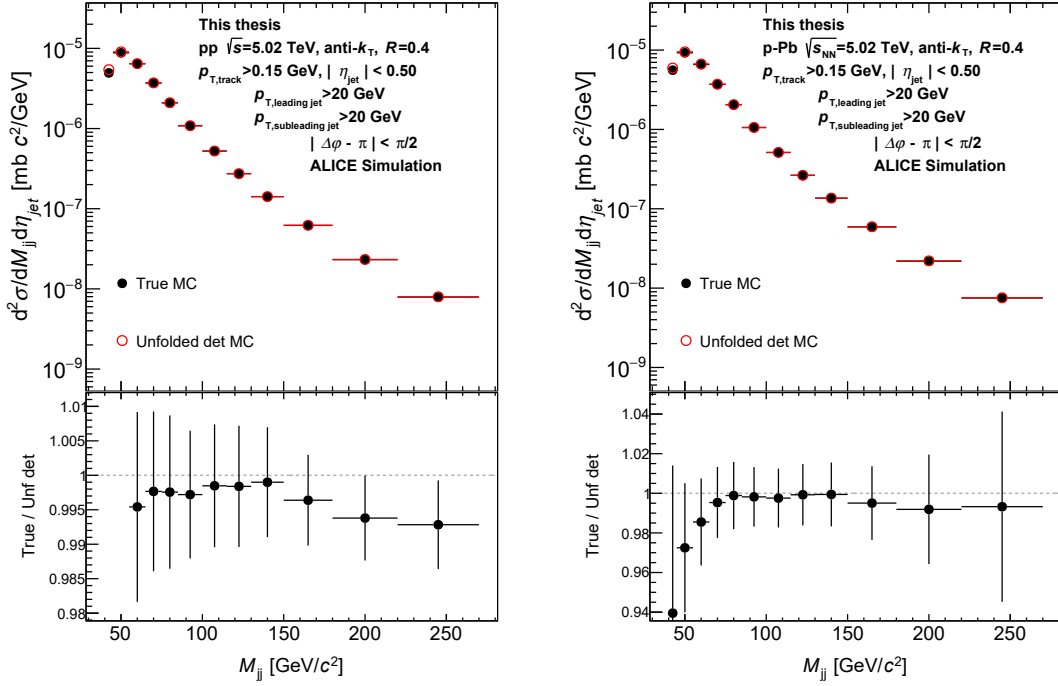 This thesis
pp √s=5.02 TeV, anti-kT, R=0.4
pT,track>0.15 GeV, | ηjet | < 0.50
pT,leading jet>20 GeV
pT,subleading jet>20 GeV
| Δφ - π | < π/2
ALICE Simulation
d²σ/dMjjdηjet [mb c²/GeV]
10⁻⁵
10⁻⁶
10⁻⁷
10⁻⁸
10⁻⁹
True MC
Unfolded det MC
True / Unf det
1.01
1.005
1
0.995
0.99
0.985
0.98
50 100 150 200 250
Mjj [GeV/c²]
This thesis
p-Pb √sNN=5.02 TeV, anti-kT, R=0.4
pT,track>0.15 GeV, | ηjet | < 0.50
pT,leading jet>20 GeV
pT,subleading jet>20 GeV
| Δφ - π | < π/2
ALICE Simulation
d²σ/dMjjdηjet [mb c²/GeV]
10⁻⁵
10⁻⁶
10⁻⁷
10⁻⁸
10⁻⁹
True MC
Unfolded det MC
True / Unf det
1.04
1.02
1
0.98
0.96
0.94
50 100 150 200 250
Mjj [GeV/c²]